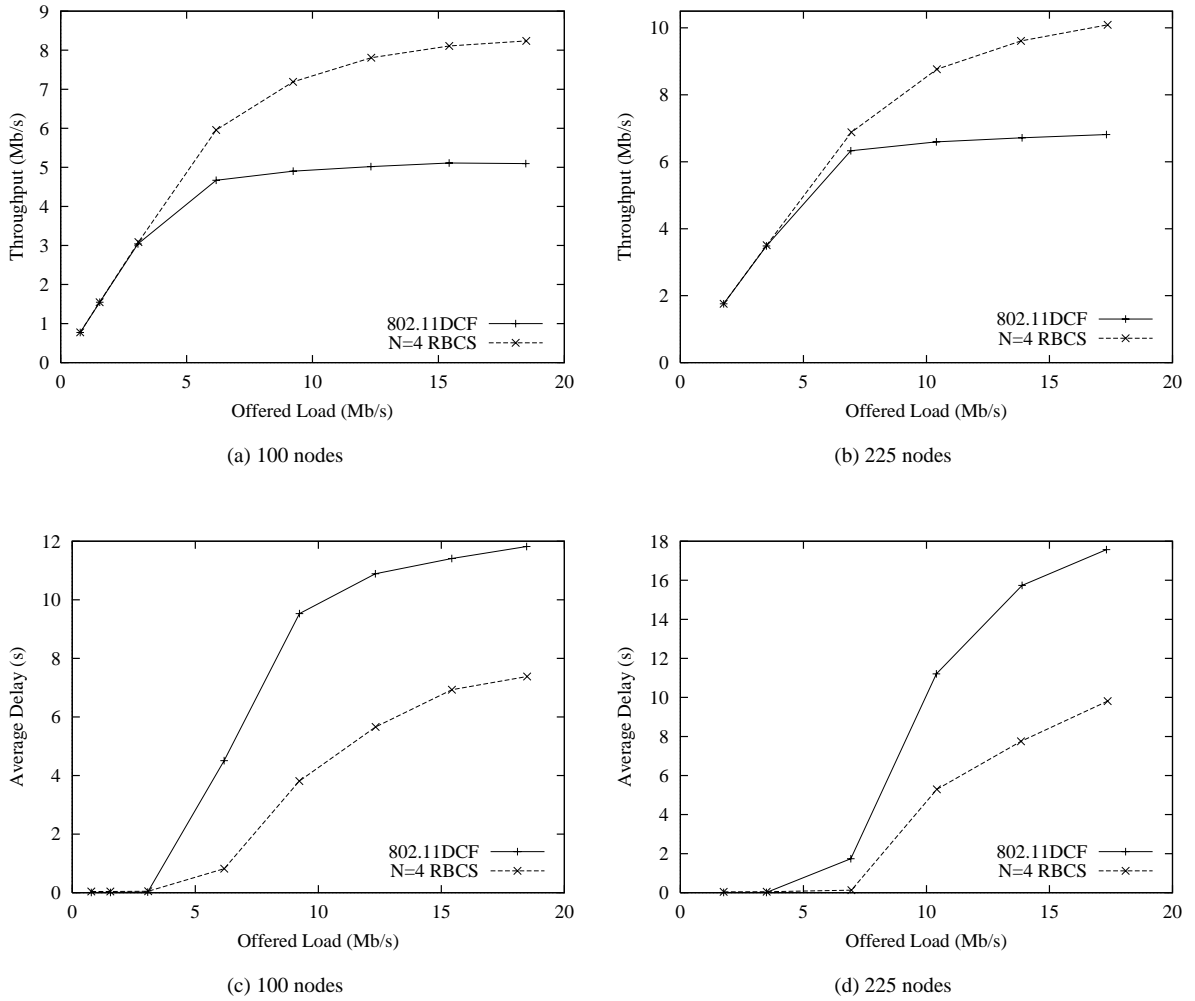 9
8
7
6
5
4
3
2
1
0
Throughput (Mb/s)
802.11DCF
N=4 RBCS
0 5 10 15 20
Offered Load (Mb/s)
(a) 100 nodes
10
8
6
4
2
0
Throughput (Mb/s)
802.11DCF
N=4 RBCS
0 5 10 15 20
Offered Load (Mb/s)
(b) 225 nodes
12
10
8
6
4
2
0
Average Delay (s)
802.11DCF
N=4 RBCS
0 5 10 15 20
Offered Load (Mb/s)
(c) 100 nodes
18
16
14
12
10
8
6
4
2
0
Average Delay (s)
802.11DCF
N=4 RBCS
0 5 10 15 20
Offered Load (Mb/s)
(d) 225 nodes